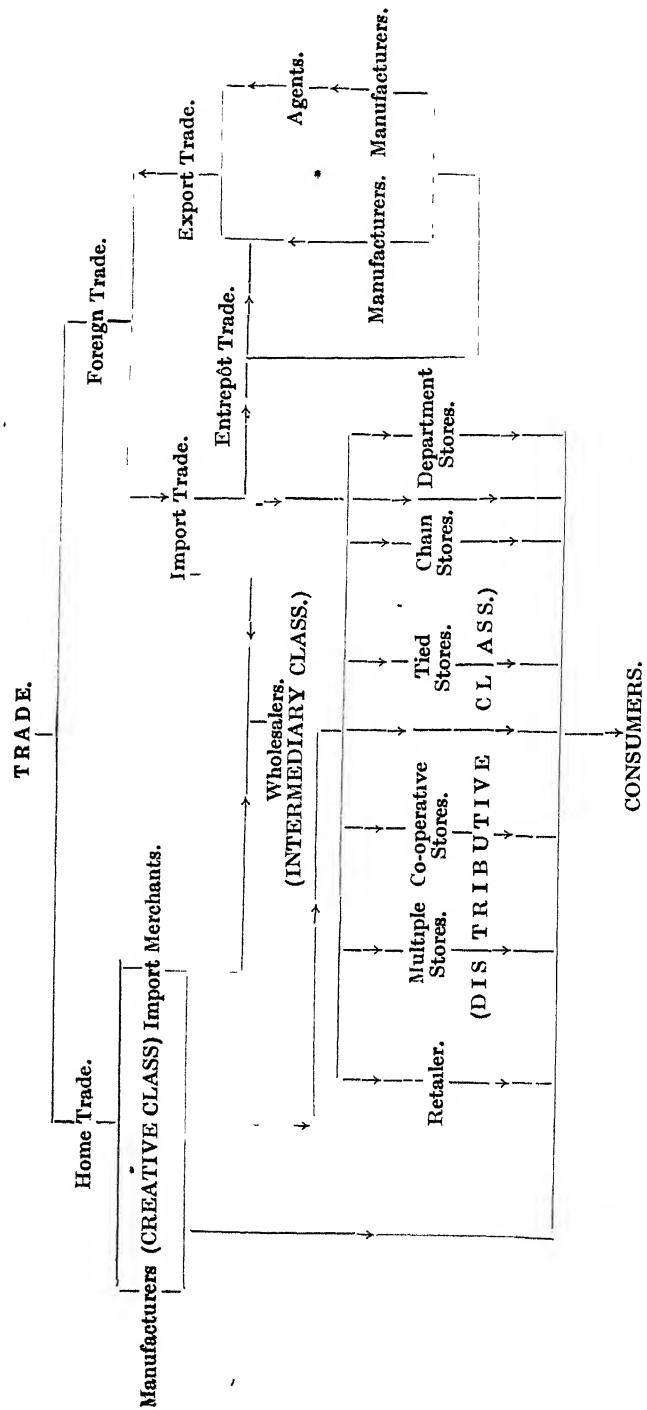 TRADE.
Home Trade.
Foreign Trade.
Manufacturers (CREATIVE CLASS) Import Merchants.
Import Trade.
Export Trade.
Entrepôt Trade.
Agents.
Wholesalers.
(INTERMEDIARY CLASS.)
Manufacturers.
Manufacturers.
Retailer.
Multiple
Stores.
Co-operative
Stores.
Tied
Stores.
Chain
Stores.
Department
Stores.
(DISTRIBUTIVE CLASS.)
CONSUMERS.